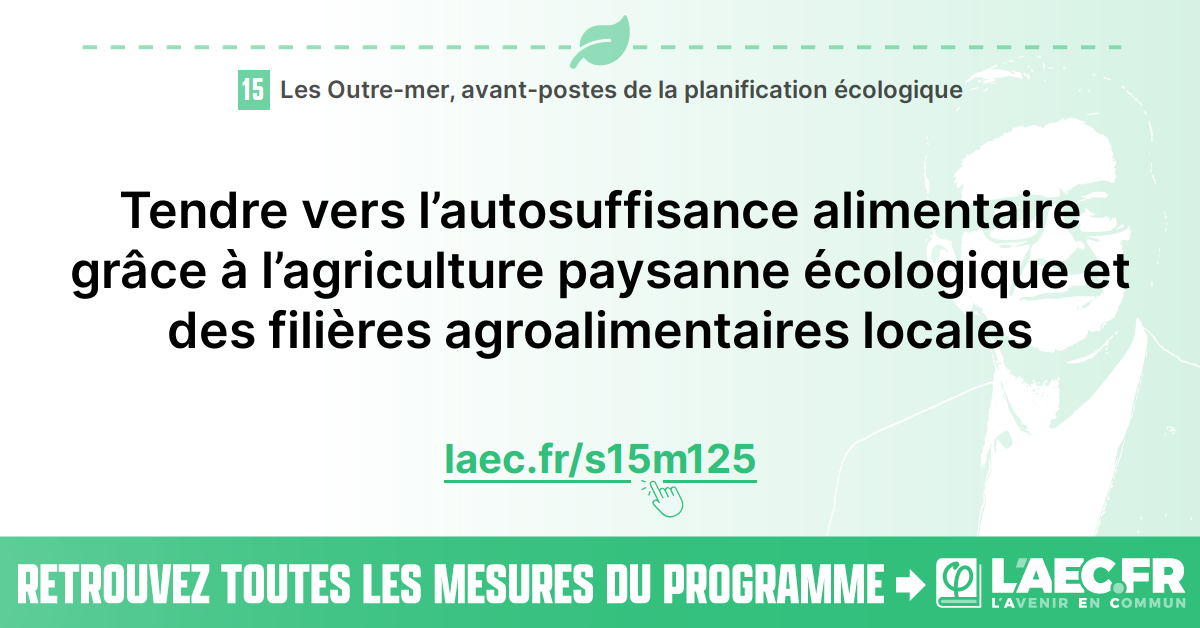 15 Les Outre-mer, avant-postes de la planification écologique
Tendre vers l’autosuffisance alimentaire
grâce à l’agriculture paysanne écologique et
des filières agroalimentaires locales
laec.fr/s15m125
RETROUVEZ TOUTES LES MESURES DU PROGRAMME
φ L'AEC.FR
L'AVENIR EN COMMUN